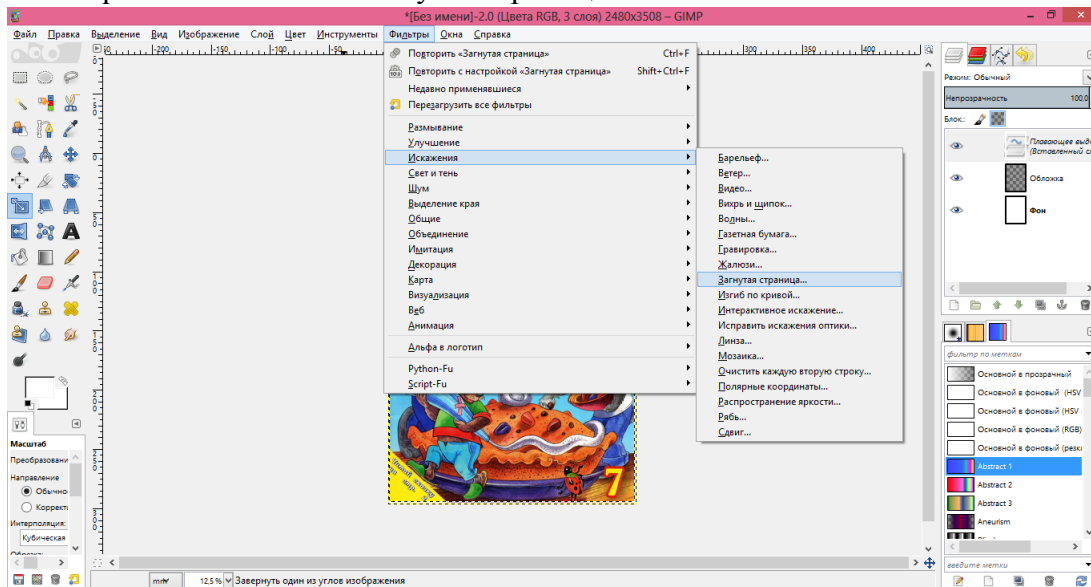 *[Без имени]-2.0 (Цвета RGB, 3 слоя) 2480x3508 – GIMP
Файл Правка Выделение Вид Изображение Слой Цвет Инструменты Фильтры Окна Справка
Повторить «Загнутая страница» Ctrl+F
Повторить с настройкой «Загнутая страница» Shift+Ctrl+F
Недавно применявшиеся
Перезагрузить все фильтры
Размывание
Улучшение
Искажения
Свет и тень
Шум
Выделение края
Общие
Объединение
Имитация
Декорация
Карта
Визуализация
Веб
Анимация
Альфа в логотип
Python-Fu
Script-Fu
Барельеф...
Ветер...
Видео...
Вихрь и щипок...
Волны...
Газетная бумага...
Гравировка...
Жалюзи...
Загнутая страница...
Изгиб по кривой...
Интерактивное искажение...
Исправить искажения оптики...
Линза...
Мозаика...
Очистить каждую вторую строку...
Полярные координаты...
Распространение яркости...
Рябь...
Сдвиг...
Режим: Обычный
Непрозрачность 100,0
Блок.:
Плавающее выде
(Вставленный сл
Обложка
Фон
фильтр по меткам
Основной в прозрачный
Основной в фоновый (HSV
Основной в фоновый (HSV
Основной в фоновый (RGB)
Основной в фоновый (резк
Abstract 1
Abstract 2
Abstract 3
Aneurism
введите метки
Масштаб
Преобразовани
Направление
Обычно
Коррект
Интерполяция:
Кубическая
7
12,5 % Завернуть один из углов изображения